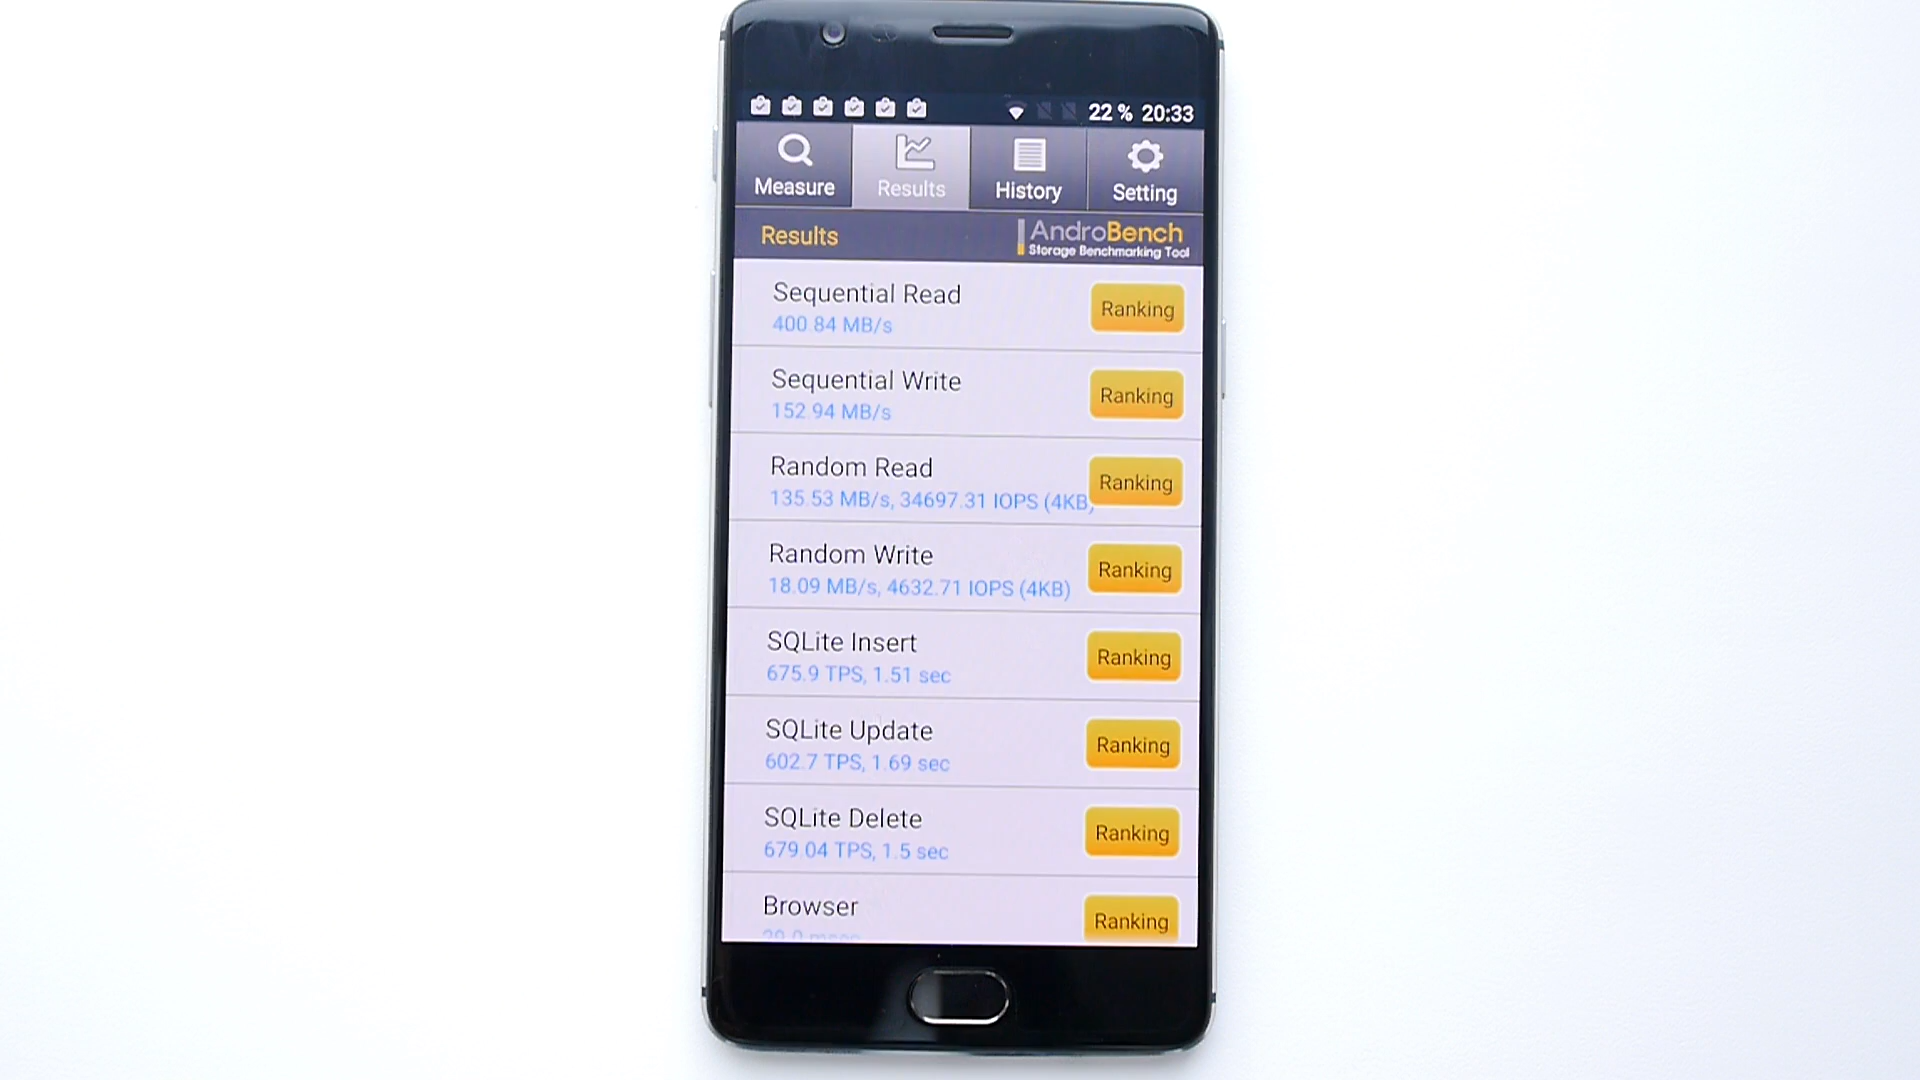 22 % 20:33
Measure Results History Setting
Results
AndroBench
Storage Benchmarking Tool
Sequential Read
400.84 MB/s
Ranking
Sequential Write
152.94 MB/s
Ranking
Random Read
135.53 MB/s, 34697.31 IOPS (4KB)
Ranking
Random Write
18.09 MB/s, 4632.71 IOPS (4KB)
Ranking
SQLite Insert
675.9 TPS, 1.51 sec
Ranking
SQLite Update
602.7 TPS, 1.69 sec
Ranking
SQLite Delete
679.04 TPS, 1.5 sec
Ranking
Browser
Ranking